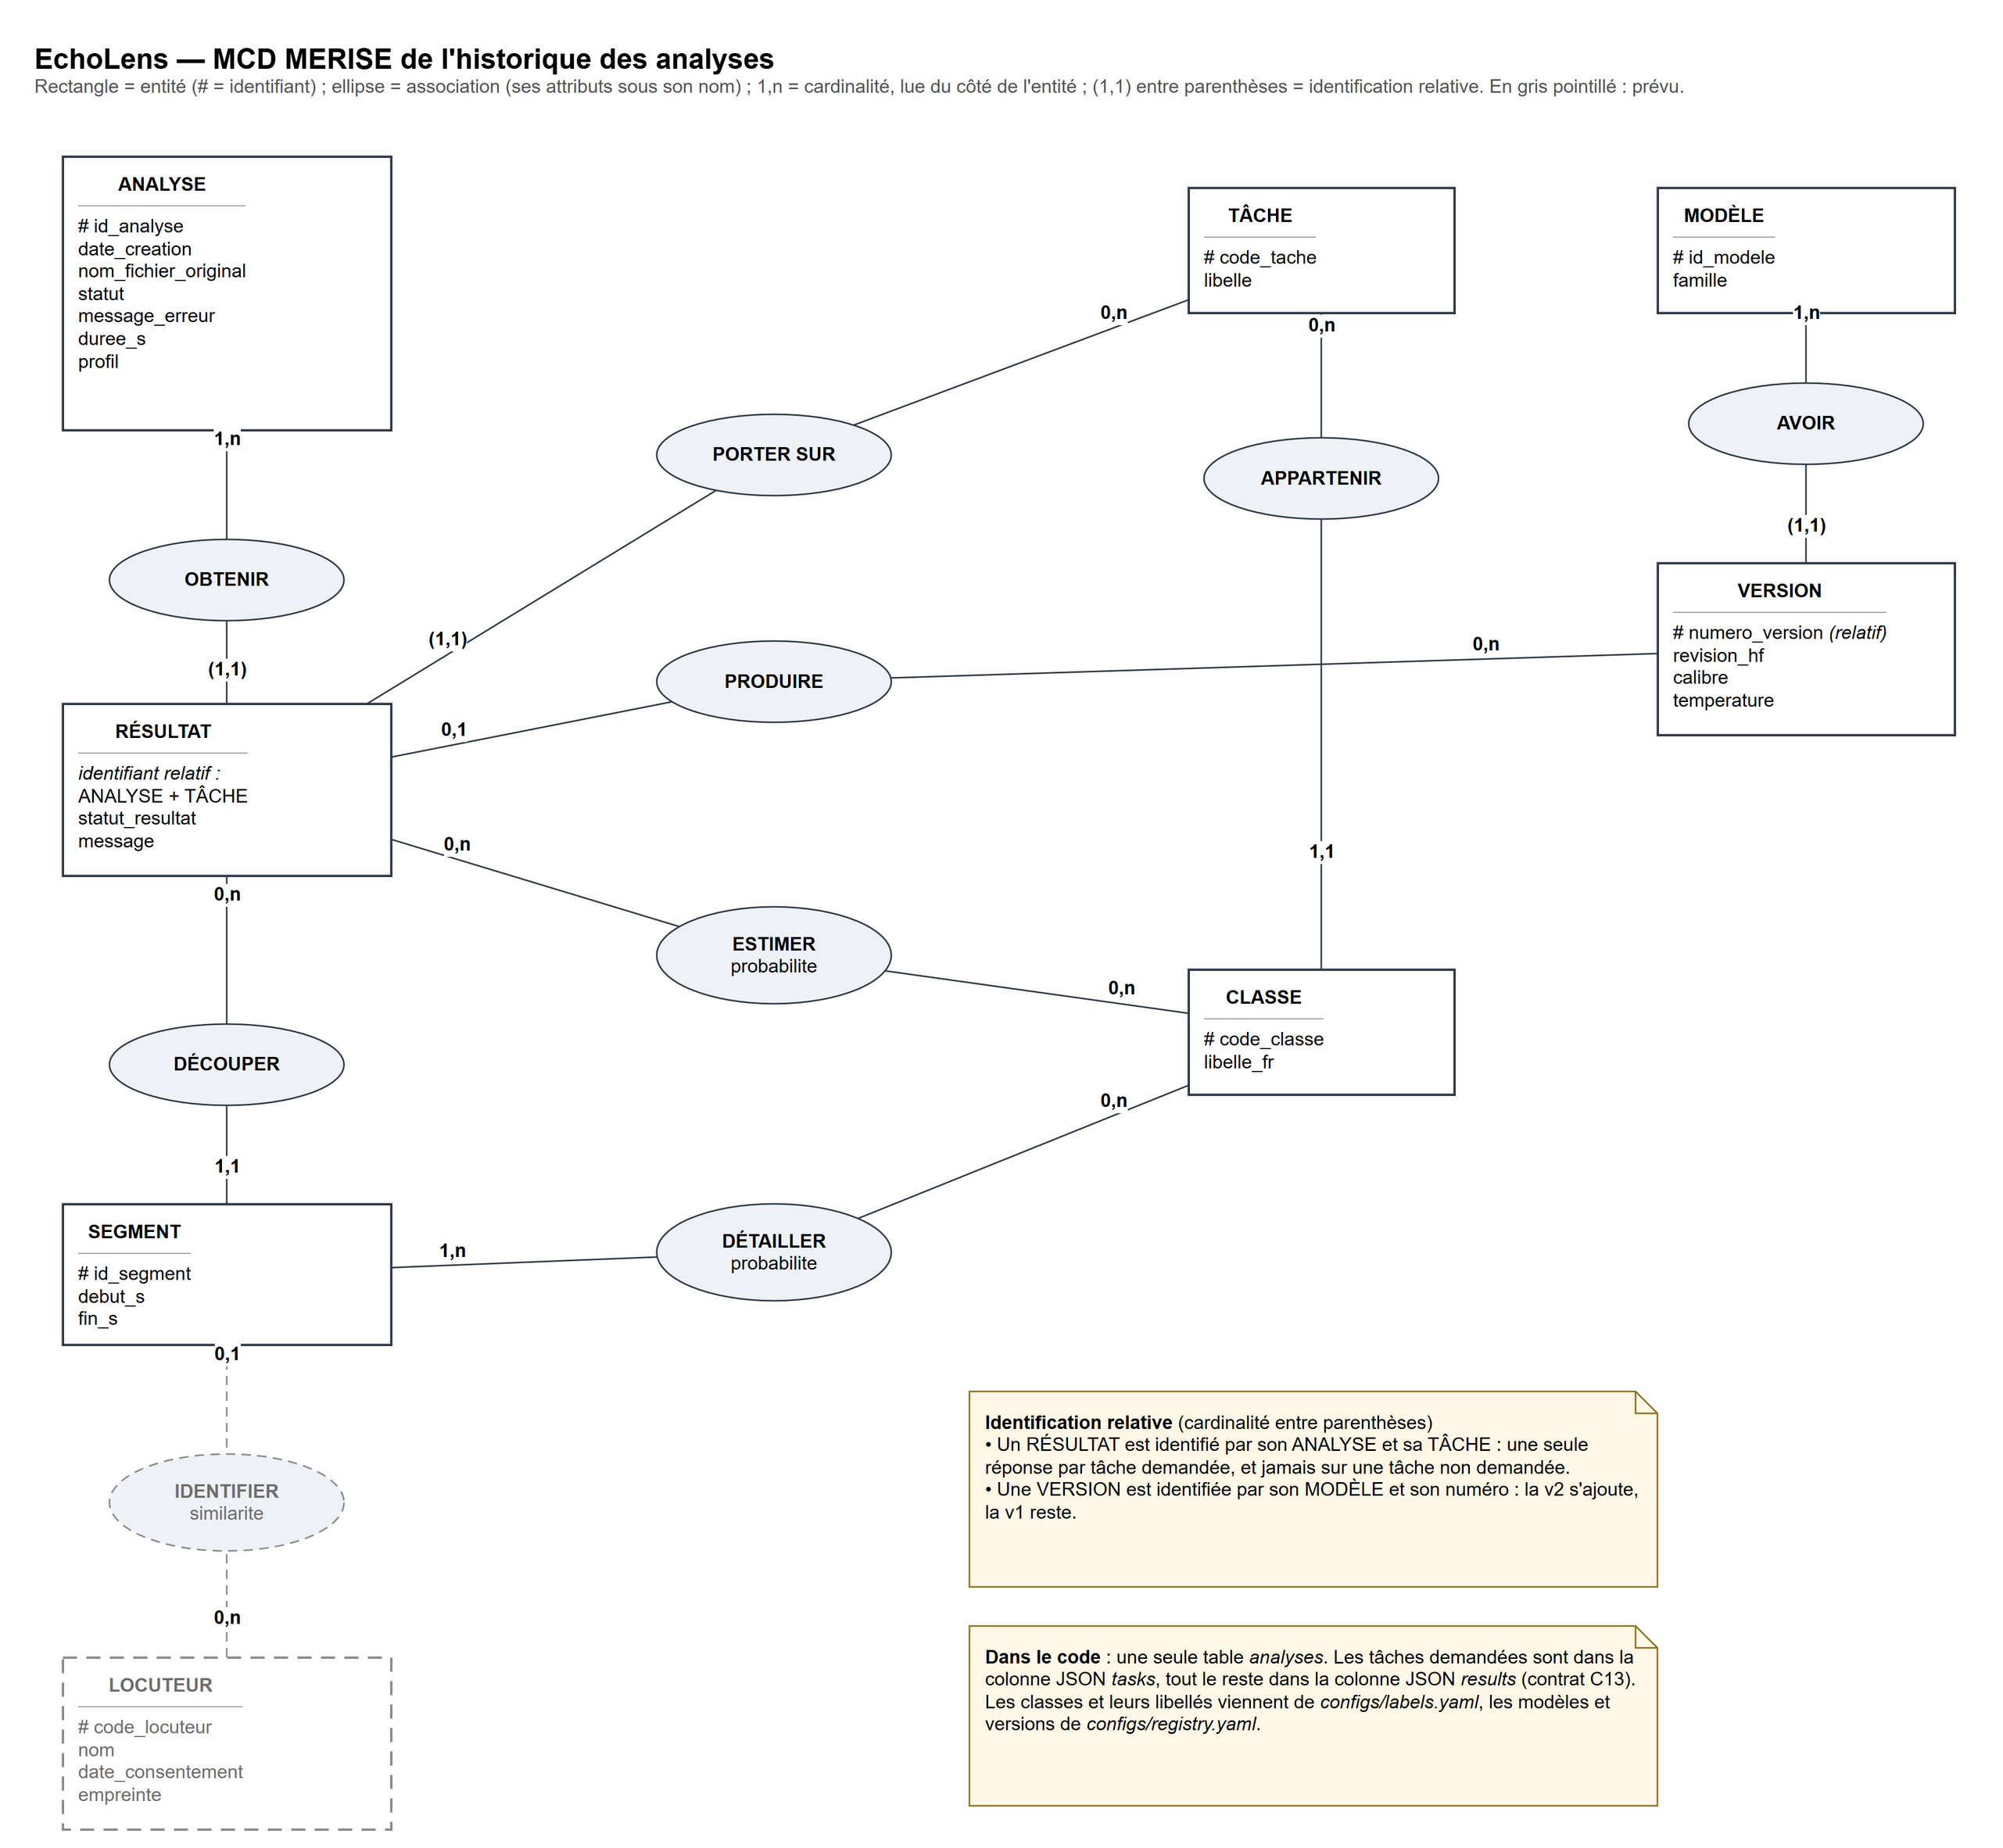 EchoLens — MCD MERISE de l'historique des analyses
Rectangle = entité (# = identifiant) ; ellipse = association (ses attributs sous son nom) ; 1,n = cardinalité, lue du côté de l'entité ; (1,1) entre parenthèses = identification relative. En gris pointillé : prévu.
ANALYSE
# id_analyse
date_creation
nom_fichier_original
statut
message_erreur
duree_s
profil
1,n
OBTENIR
(1,1)
TÂCHE
# code_tache
libelle
0,n
0,n
MODÈLE
# id_modele
famille
1,n
AVOIR
(1,1)
PORTER SUR
(1,1)
APPARTENIR
1,1
VERSION
# numero_version (relatif)
revision_hf
calibre
temperature
0,n
PRODUIRE
0,1
RÉSULTAT
identifiant relatif :
ANALYSE + TÂCHE
statut_resultat
message
0,n
0,n
ESTIMER
probabilite
0,n
CLASSE
# code_classe
libelle_fr
0,n
DÉCOUPER
1,1
SEGMENT
# id_segment
debut_s
fin_s
1,n
DÉTAILLER
probabilite
0,1
IDENTIFIER
similarite
0,n
LOCUTEUR
# code_locuteur
nom
date_consentement
empreinte
Identification relative (cardinalité entre parenthèses)
• Un RÉSULTAT est identifié par son ANALYSE et sa TÂCHE : une seule
réponse par tâche demandée, et jamais sur une tâche non demandée.
• Une VERSION est identifiée par son MODÈLE et son numéro : la v2 s'ajoute,
la v1 reste.
Dans le code : une seule table analyses. Les tâches demandées sont dans la
colonne JSON tasks, tout le reste dans la colonne JSON results (contrat C13).
Les classes et leurs libellés viennent de configs/labels.yaml, les modèles et
versions de configs/registry.yaml.